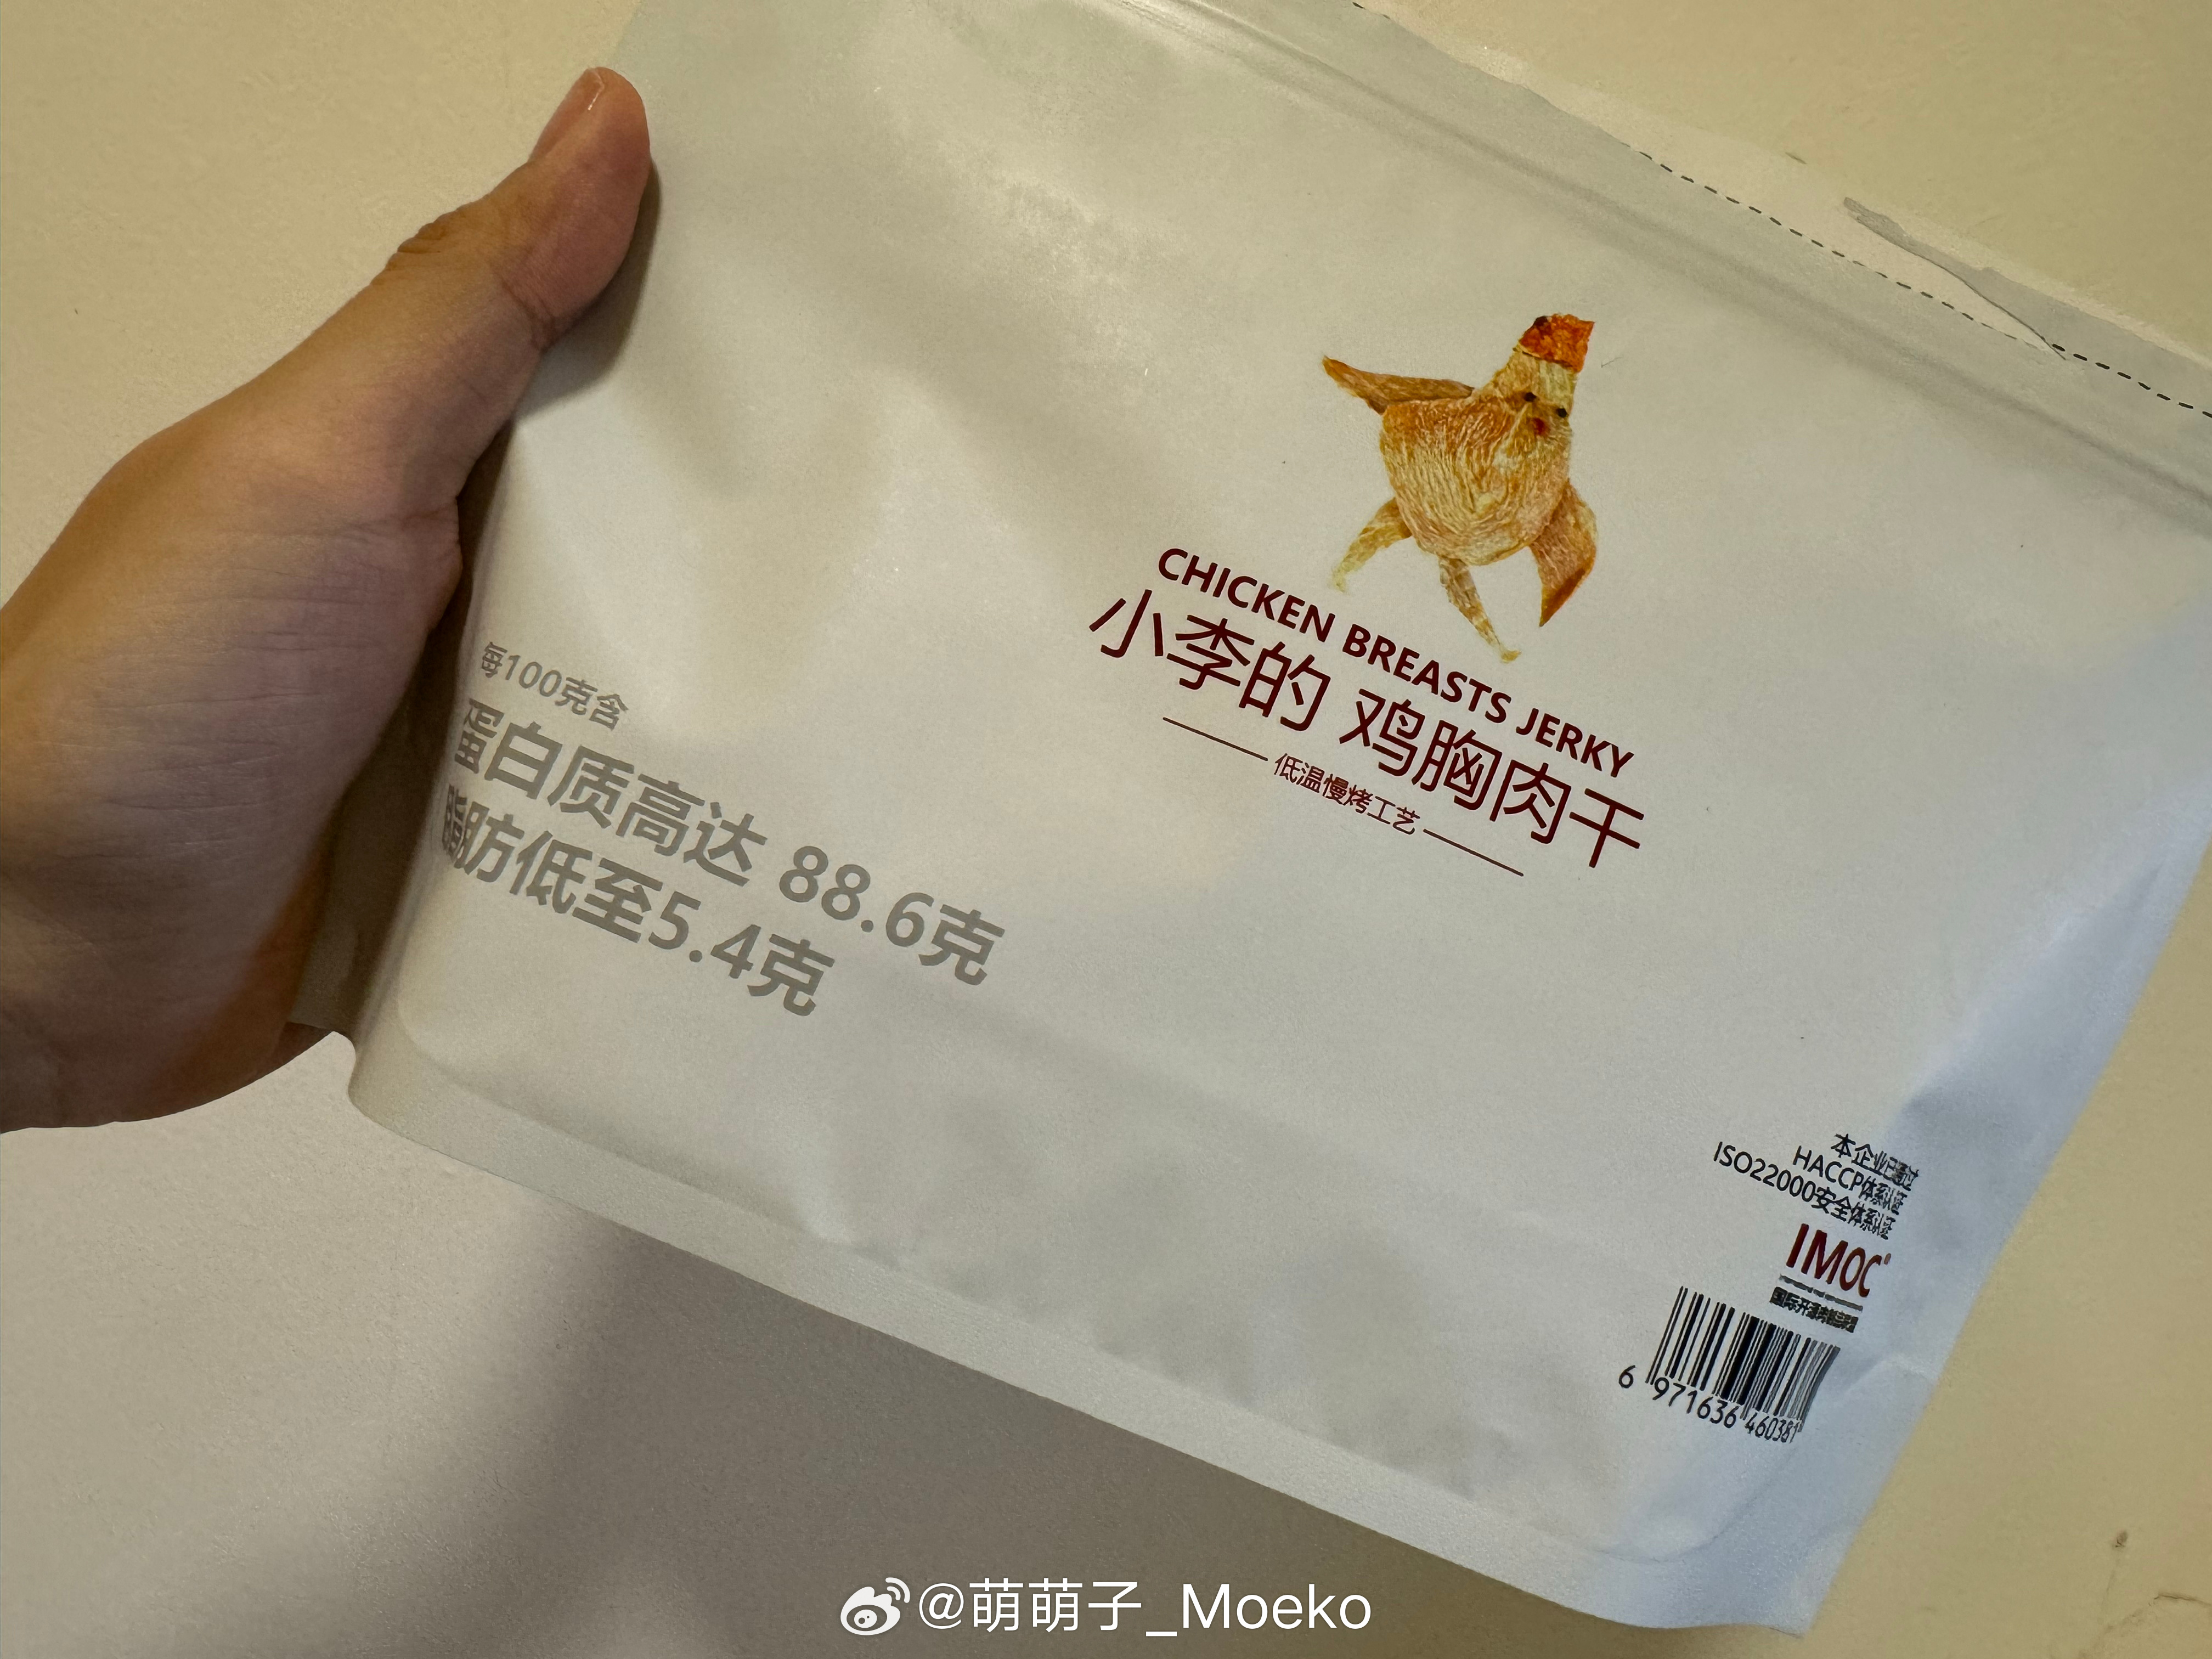 CHICKEN BREASTS JERKY
小李的 鸡胸肉干
低温慢烤工艺
每100克含
蛋白质高达 88.6克
脂肪低至5.4克
本企业已通过
HACCP体系认证
ISO22000安全体系认证
IMOC
6 971636 460381
@萌萌子_Moeko